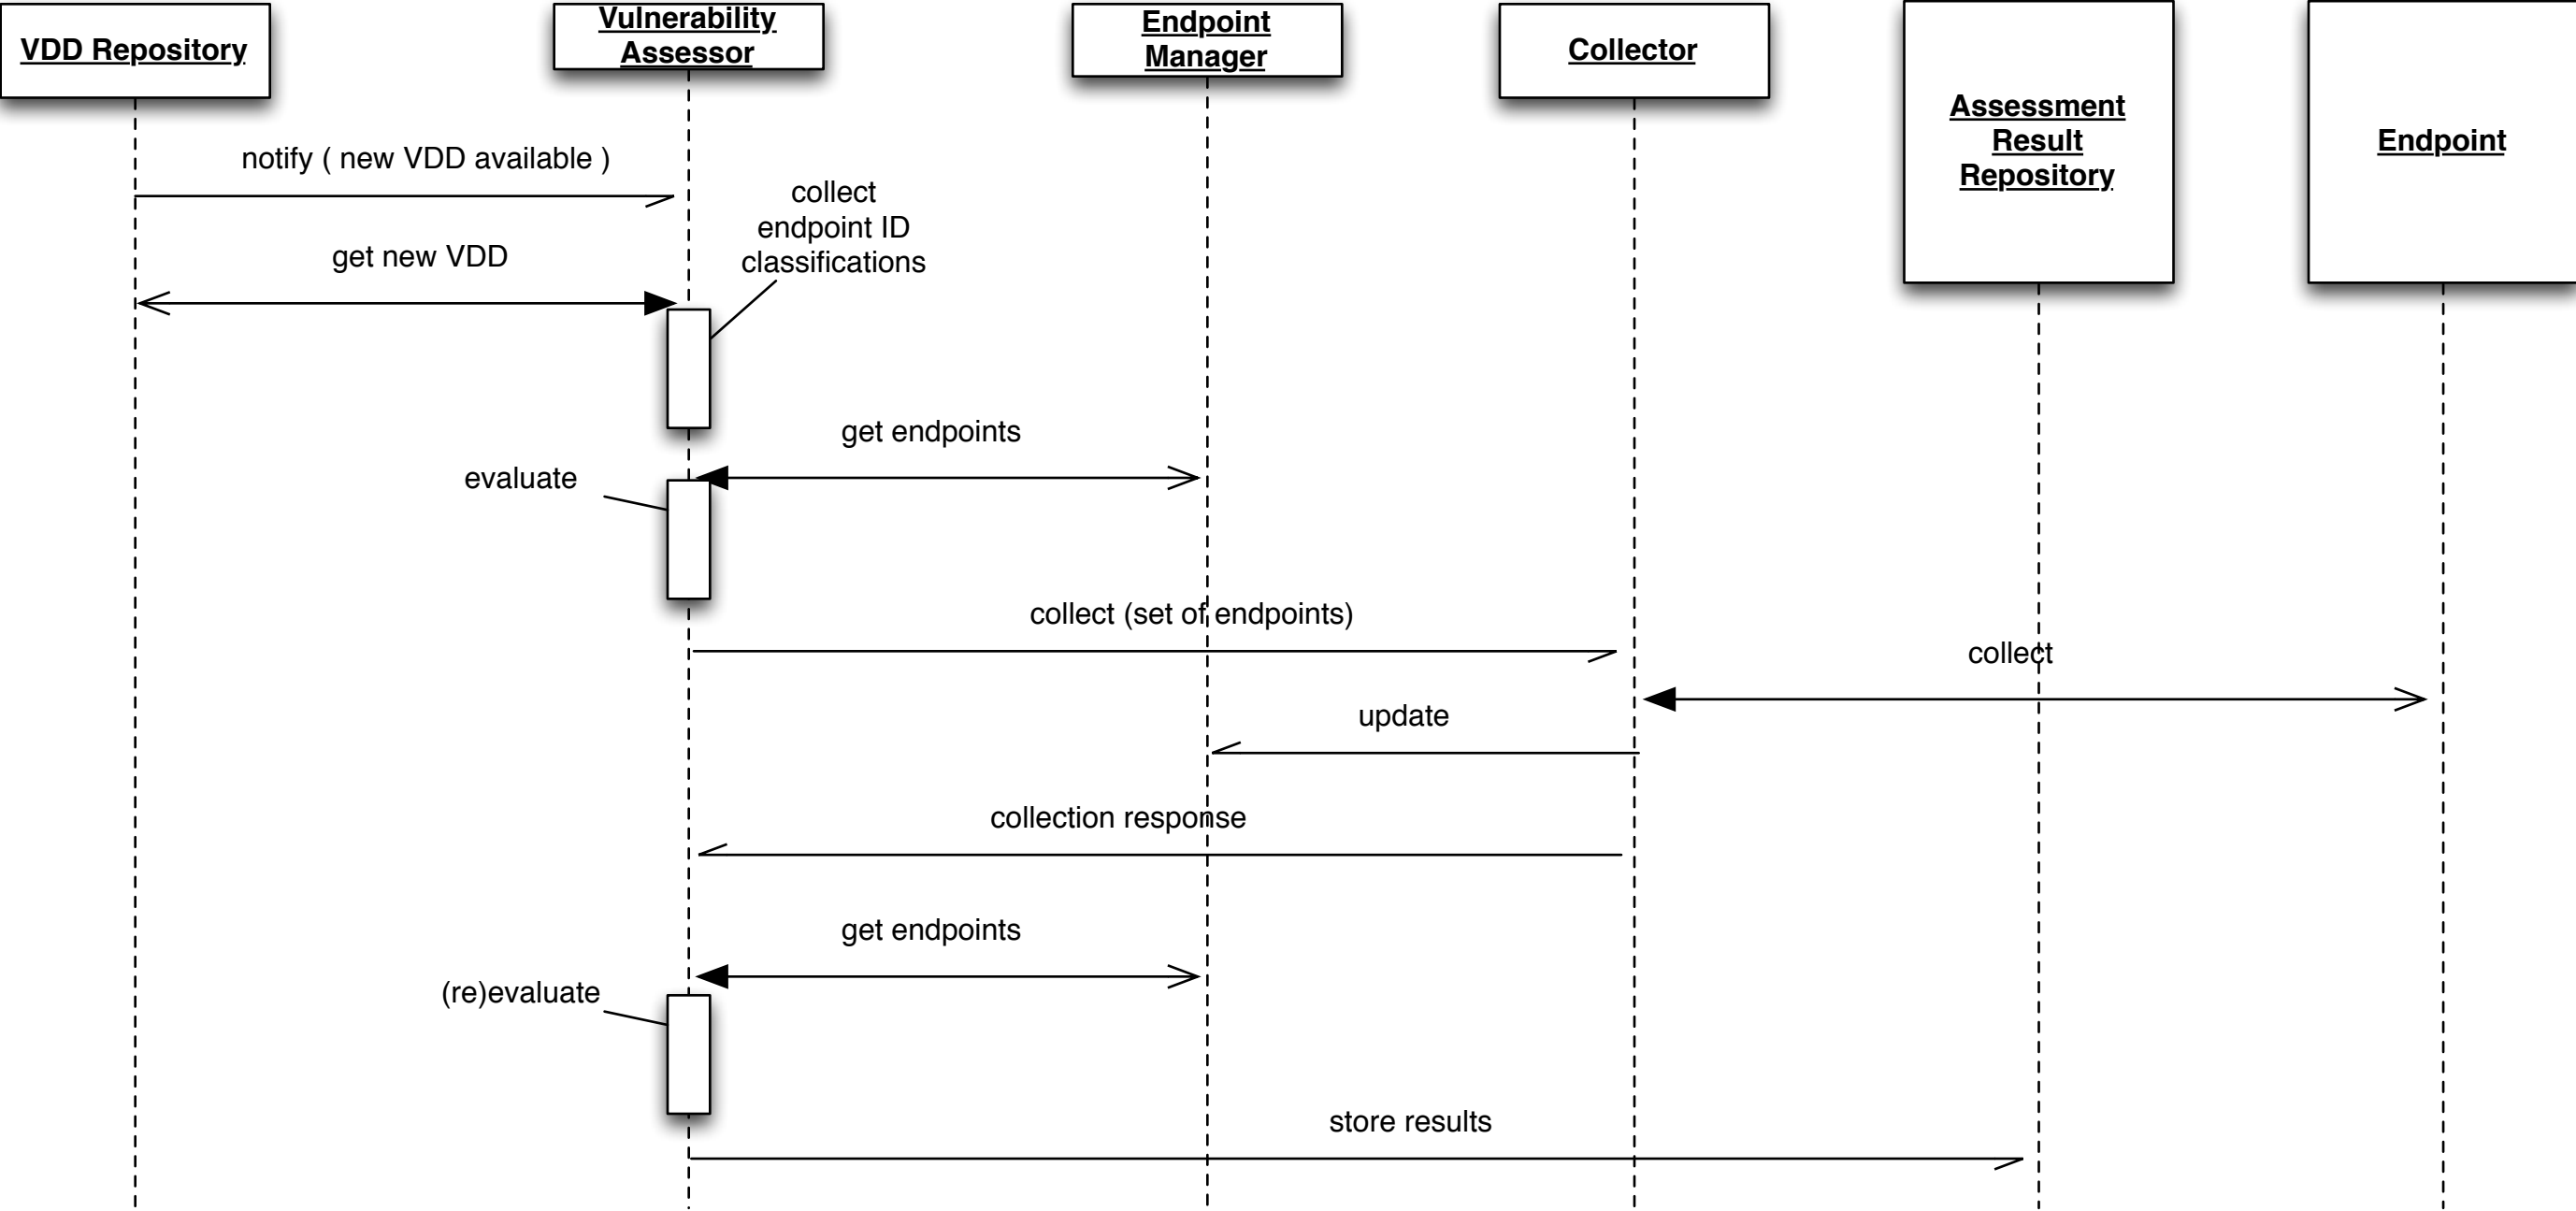 VDD Repository
Vulnerability
Assessor
Endpoint
Manager
Collector
Assessment
Result
Repository
Endpoint
notify ( new VDD available )
collect
endpoint ID
classifications
get new VDD
get endpoints
evaluate
collect (set of endpoints)
collect
update
collection response
get endpoints
(re)evaluate
store results